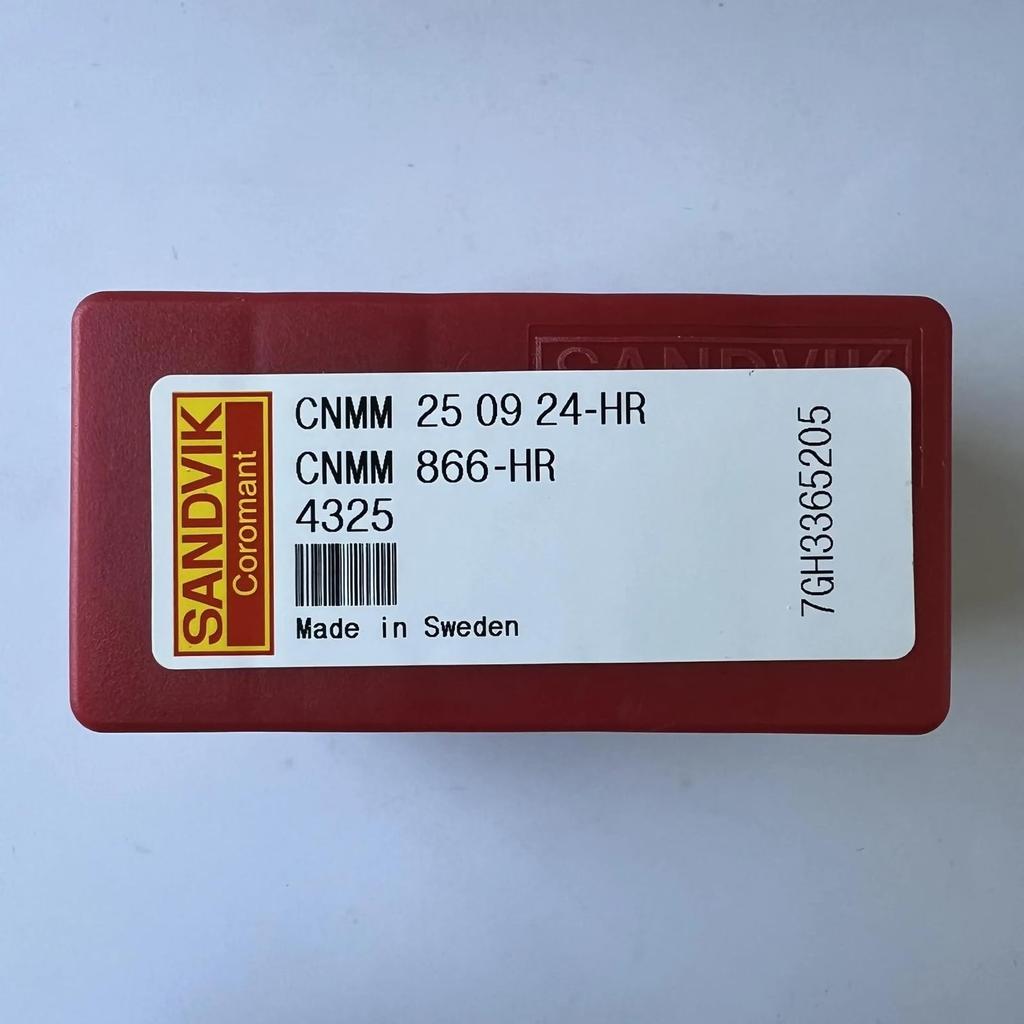 SANDVIK
SANDVIK
Coromant
CNMM 25 09 24-HR
CNMM 866-HR
4325
Made in Sweden
7GH3365205